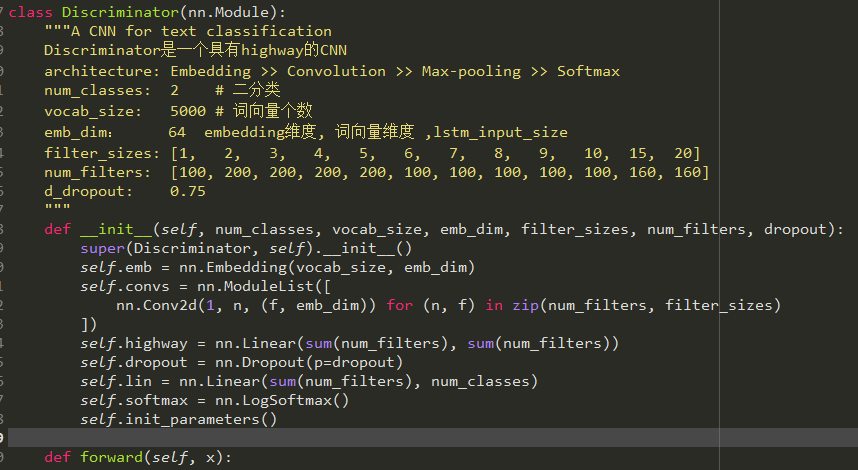 class Discriminator(nn.Module):
    """A CNN for text classification
    Discriminator是一个具有highway的CNN
    architecture: Embedding >> Convolution >> Max-pooling >> Softmax
    num_classes:  2    # 二分类
    vocab_size:   5000 # 词向量个数
    emb_dim:      64  embedding维度, 词向量维度 ,lstm_input_size
    filter_sizes: [1,   2,   3,   4,   5,   6,   7,   8,   9,   10,  15,  20]
    num_filters:  [100, 200, 200, 200, 200, 100, 100, 100, 100, 100, 160, 160]
    d_dropout:    0.75
    """
    def __init__(self, num_classes, vocab_size, emb_dim, filter_sizes, num_filters, dropout):
        super(Discriminator, self).__init__()
        self.emb = nn.Embedding(vocab_size, emb_dim)
        self.convs = nn.ModuleList([
            nn.Conv2d(1, n, (f, emb_dim)) for (n, f) in zip(num_filters, filter_sizes)
        ])
        self.highway = nn.Linear(sum(num_filters), sum(num_filters))
        self.dropout = nn.Dropout(p=dropout)
        self.lin = nn.Linear(sum(num_filters), num_classes)
        self.softmax = nn.LogSoftmax()
        self.init_parameters()

    def forward(self, x):